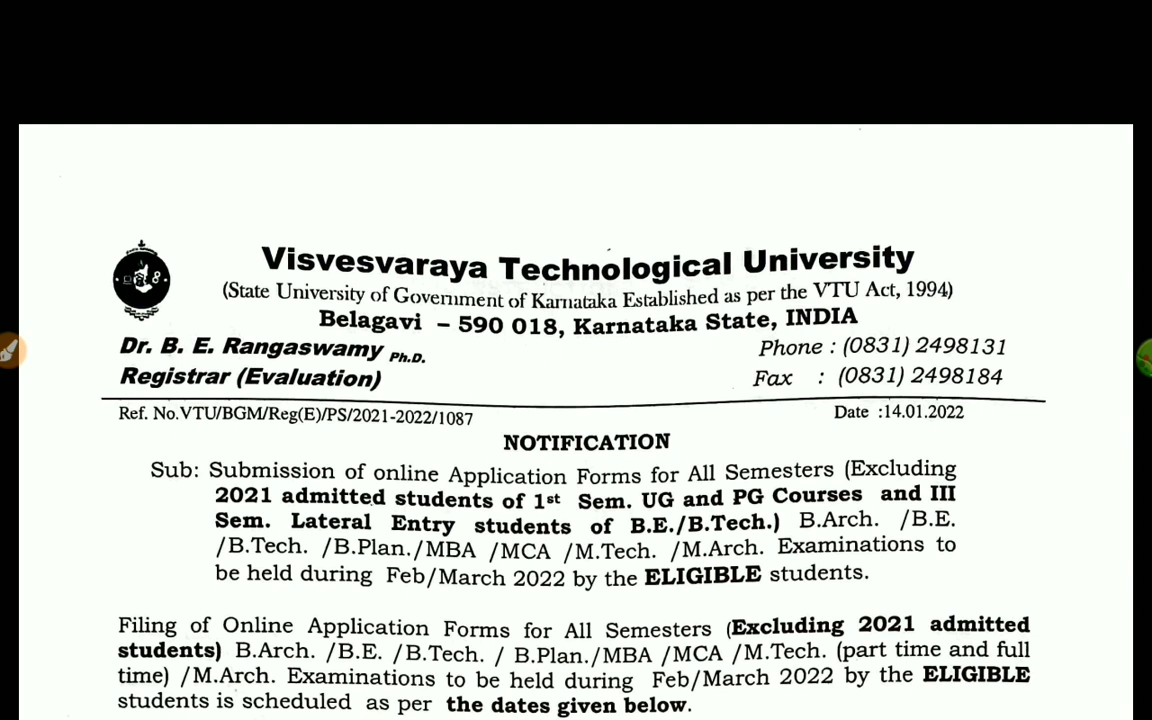 Visvesvaraya Technological University
(State University of Government of Karnataka Established as per the VTU Act, 1994)
Belagavi – 590 018, Karnataka State, INDIA
Dr. B. E. Rangaswamy Ph.D.
Phone : (0831) 2498131
Registrar (Evaluation)
Fax : (0831) 2498184
Ref. No.VTU/BGM/Reg(E)/PS/2021-2022/1087
Date :14.01.2022
NOTIFICATION
Sub: Submission of online Application Forms for All Semesters (Excluding
2021 admitted students of 1st Sem. UG and PG Courses and III
Sem. Lateral Entry students of B.E./B.Tech.) B.Arch. /B.E.
/B.Tech. /B.Plan./MBA /MCA /M.Tech. /M.Arch. Examinations to
be held during Feb/March 2022 by the ELIGIBLE students.
Filing of Online Application Forms for All Semesters (Excluding 2021 admitted
students) B.Arch. /B.E. /B.Tech. / B.Plan./MBA /MCA /M.Tech. (part time and full
time) /M.Arch. Examinations to be held during Feb/March 2022 by the ELIGIBLE
students is scheduled as per the dates given below.